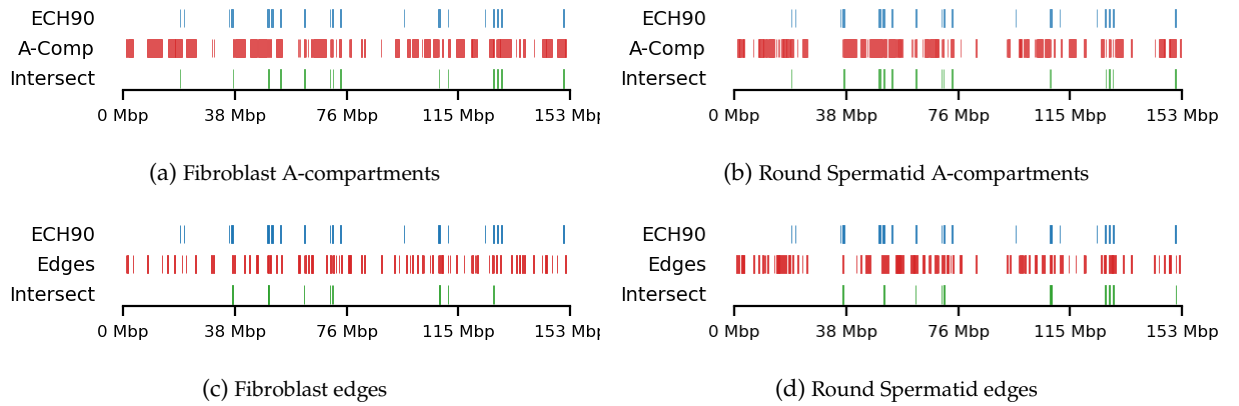 ECH90
A-Comp
Intersect
0 Mbp 38 Mbp 76 Mbp 115 Mbp 153 Mbp
(a) Fibroblast A-compartments
ECH90
A-Comp
Intersect
0 Mbp 38 Mbp 76 Mbp 115 Mbp 153 Mbp
(b) Round Spermatid A-compartments
ECH90
Edges
Intersect
0 Mbp 38 Mbp 76 Mbp 115 Mbp 153 Mbp
(c) Fibroblast edges
ECH90
Edges
Intersect
0 Mbp 38 Mbp 76 Mbp 115 Mbp 153 Mbp
(d) Round Spermatid edges